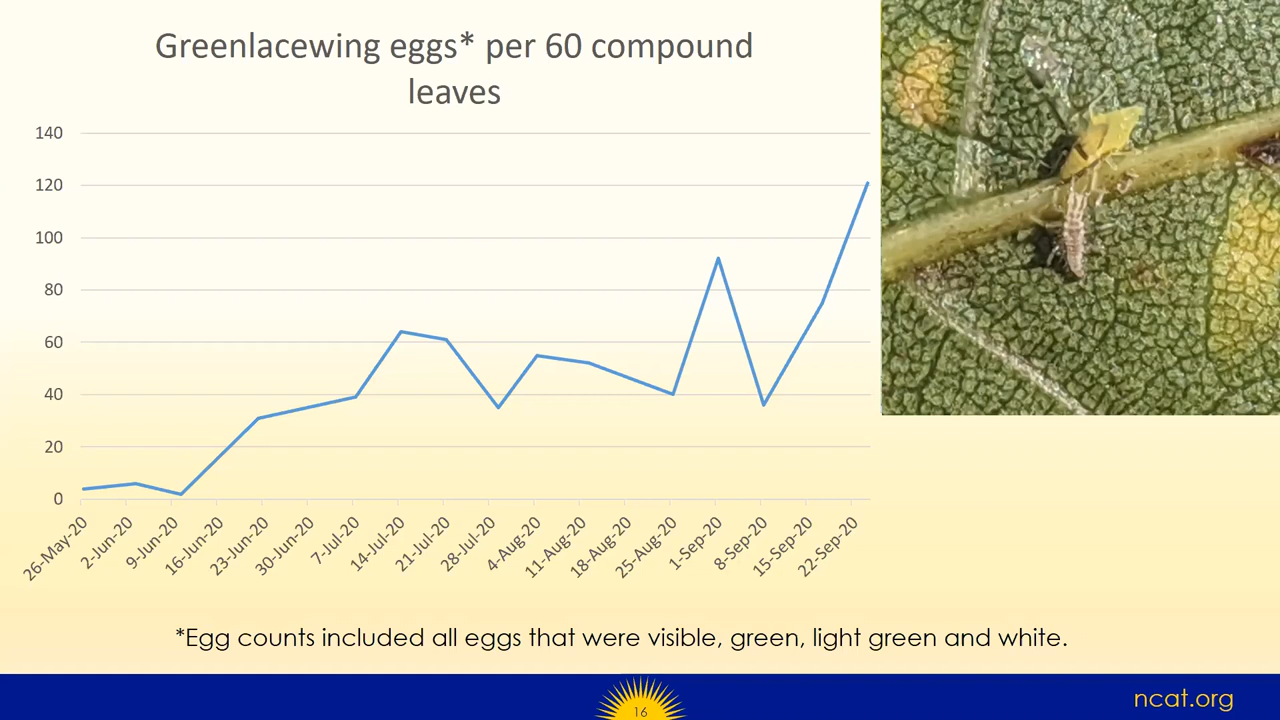 Greenlacewing eggs* per 60 compound
leaves
140
120
100
80
60
40
20
0
26-May-20
2-Jun-20
9-Jun-20
16-Jun-20
23-Jun-20
30-Jun-20
7-Jul-20
14-Jul-20
21-Jul-20
28-Jul-20
4-Aug-20
11-Aug-20
18-Aug-20
25-Aug-20
1-Sep-20
8-Sep-20
15-Sep-20
22-Sep-20
*Egg counts included all eggs that were visible, green, light green and white.
16
ncat.org